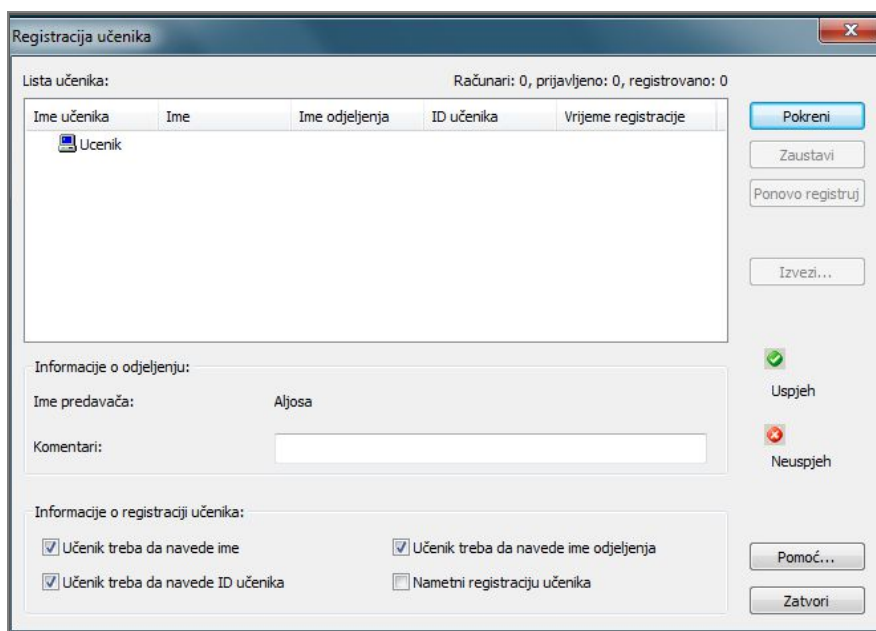 Registracija učenika
Lista učenika:
Računari: 0, prijavljeno: 0, registrovano: 0
Ime učenika Ime Ime odjeljenja ID učenika Vrijeme registracije
Ucenik
Pokreni
Zaustavi
Ponovo registruj
Izvezi...
Informacije o odjeljenju:
Ime predavača: Aljosa
Komentari:
Uspjeh
Neuspjeh
Informacije o registraciji učenika:
Učenik treba da navede ime
Učenik treba da navede ime odjeljenja
Učenik treba da navede ID učenika
Nametni registraciju učenika
Pomoć...
Zatvori